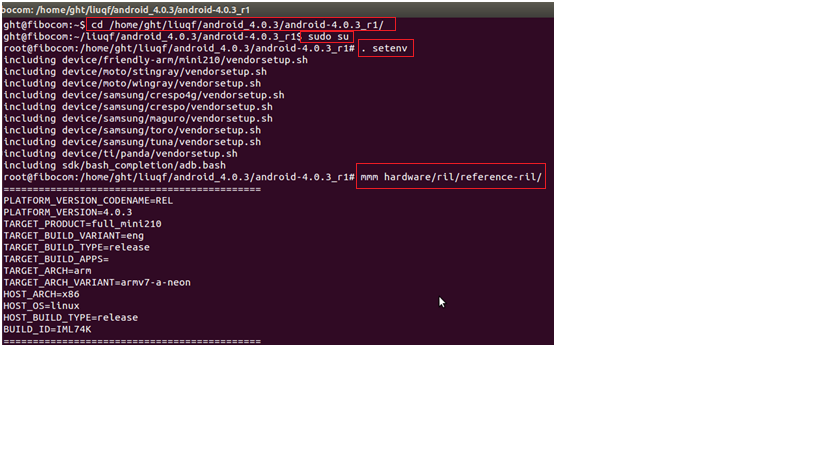 bocom: /home/ght/liuqf/android_4.0.3/android-4.0.3_r1
ght@fibocom:~$ cd /home/ght/liuqf/android_4.0.3/android-4.0.3_r1/
ght@fibocom:~/liuqf/android_4.0.3/android-4.0.3_r1$ sudo su
root@fibocom:/home/ght/liuqf/android_4.0.3/android-4.0.3_r1# . setenv
including device/friendly-arm/mini210/vendorsetup.sh
including device/moto/stingray/vendorsetup.sh
including device/moto/wingray/vendorsetup.sh
including device/samsung/crespo4g/vendorsetup.sh
including device/samsung/crespo/vendorsetup.sh
including device/samsung/maguro/vendorsetup.sh
including device/samsung/toro/vendorsetup.sh
including device/samsung/tuna/vendorsetup.sh
including device/ti/panda/vendorsetup.sh
including sdk/bash_completion/adb.bash
root@fibocom:/home/ght/liuqf/android_4.0.3/android-4.0.3_r1# mmm hardware/ril/reference-ril/
============================================
PLATFORM_VERSION_CODENAME=REL
PLATFORM_VERSION=4.0.3
TARGET_PRODUCT=full_mini210
TARGET_BUILD_VARIANT=eng
TARGET_BUILD_TYPE=release
TARGET_BUILD_APPS=
TARGET_ARCH=arm
TARGET_ARCH_VARIANT=armv7-a-neon
HOST_ARCH=x86
HOST_OS=linux
HOST_BUILD_TYPE=release
BUILD_ID=IML74K
============================================